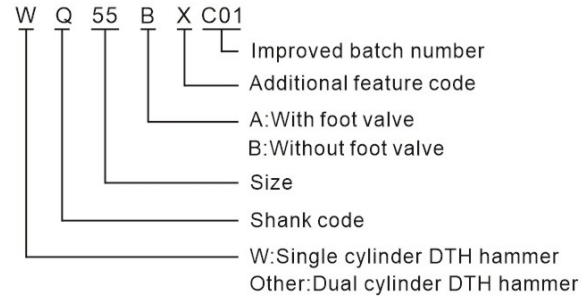 W Q 55 B X C01
Improved batch number
Additional feature code
A:With foot valve
B:Without foot valve
Size
Shank code
W:Single cylinder DTH hammer
Other:Dual cylinder DTH hammer